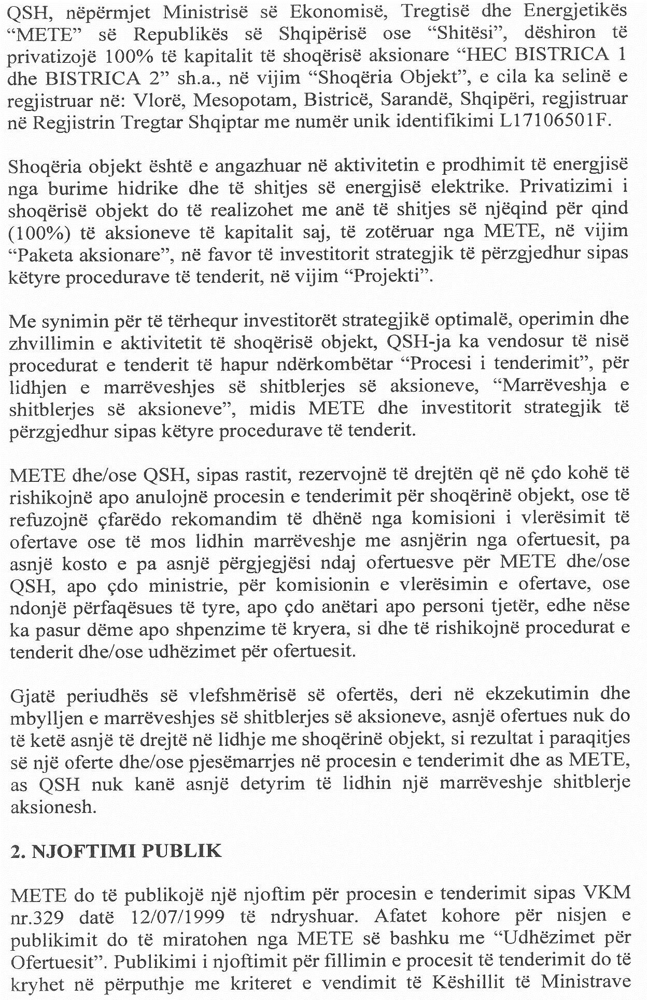 QSH, nëpërmjet Ministrisë së Ekonomisë, Tregtisë dhe Energjetikës
“METE” së Republikës së Shqipërisë ose “Shitësi”, dëshiron të
privatizojë 100% të kapitalit të shoqërisë aksionare “HEC BISTRICA 1
dhe BISTRICA 2” sh.a., në vijim “Shoqëria Objekt”, e cila ka selinë e
regjistruar në: Vlorë, Mesopotam, Bistricë, Sarandë, Shqipëri, regjistruar
në Regjistrin Tregtar Shqiptar me numër unik identifikimi L17106501F.
Shoqëria objekt është e angazhuar në aktivitetin e prodhimit të energjisë
nga burime hidrike dhe të shitjes së energjisë elektrike. Privatizimi i
shoqërisë objekt do të realizohet me anë të shitjes së njëqind për qind
(100%) të aksioneve të kapitalit saj, të zotëruar nga METE, në vijim
“Paketa aksionare”, në favor të investitorit strategjik të përzgjedhur sipas
këtyre procedurave të tenderit, në vijim “Projekti”.
Me synimin për të tërhequr investitorët strategjikë optimalë, operimin dhe
zhvillimin e aktivitetit të shoqërisë objekt, QSH-ja ka vendosur të nisë
procedurat e tenderit të hapur ndërkombëtar “Procesi i tenderimit”, për
lidhjen e marrëveshjes së shitblerjes së aksioneve, “Marrëveshja e
shitblerjes së aksioneve”, midis METE dhe investitorit strategjik të
përzgjedhur sipas këtyre procedurave të tenderit.
METE dhe/ose QSH, sipas rastit, rezervojnë të drejtën që në çdo kohë të
rishikojnë apo anulojnë procesin e tenderimit për shoqërinë objekt, ose të
refuzojnë çfarëdo rekomandim të dhënë nga komisioni i vlerësimit të
ofertave ose të mos lidhin marrëveshje me asnjërin nga ofertuesit, pa
asnjë kosto e pa asnjë përgjegjësi ndaj ofertuesve për METE dhe/ose
QSH, apo çdo ministrie, për komisionin e vlerësimin e ofertave, ose
ndonjë përfaqësues të tyre, apo çdo anëtari apo personi tjetër, edhe nëse
ka pasur dëme apo shpenzime të kryera, si dhe të rishikojnë procedurat e
tenderit dhe/ose udhëzimet për ofertuesit.
Gjatë periudhës së vlefshmërisë së ofertës, deri në ekzekutimin dhe
mbylljen e marrëveshjes së shitblerjes së aksioneve, asnjë ofertues nuk do
të ketë asnjë të drejtë në lidhje me shoqërinë objekt, si rezultat i paraqitjes
së një oferte dhe/ose pjesëmarrjes në procesin e tenderimit dhe as METE,
as QSH nuk kanë asnjë detyrim të lidhin një marrëveshje shitblerje
aksionesh.
2. NJOFTIMI PUBLIK
METE do të publikojë një njoftim për procesin e tenderimit sipas VKM
nr.329 datë 12/07/1999 të ndryshuar. Afatet kohore për nisjen e
publikimit do të miratohen nga METE së bashku me “Udhëzimet për
Ofertuesit”. Publikimi i njoftimit për fillimin e procesit të tenderimit do të
kryhet në përputhje me kriteret e vendimit të Këshillit të Ministrave